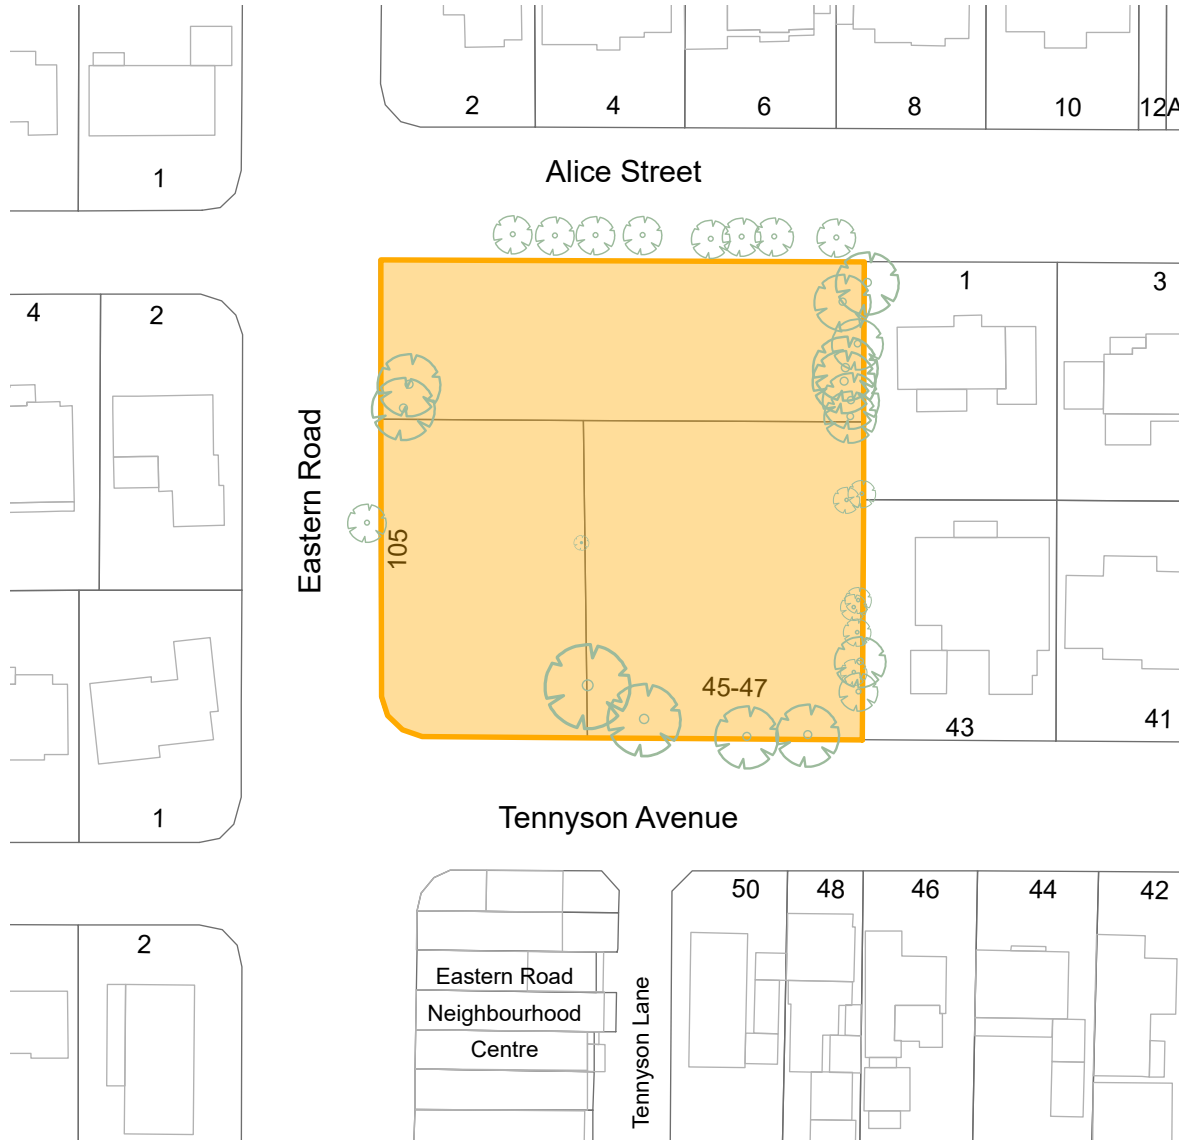 2
4
6
8
10
12A
1
Alice Street
1
3
4
2
Eastern Road
105
45-47
43
41
1
Tennyson Avenue
50
48
46
44
42
2
Eastern Road
Neighbourhood
Centre
Tennyson Lane